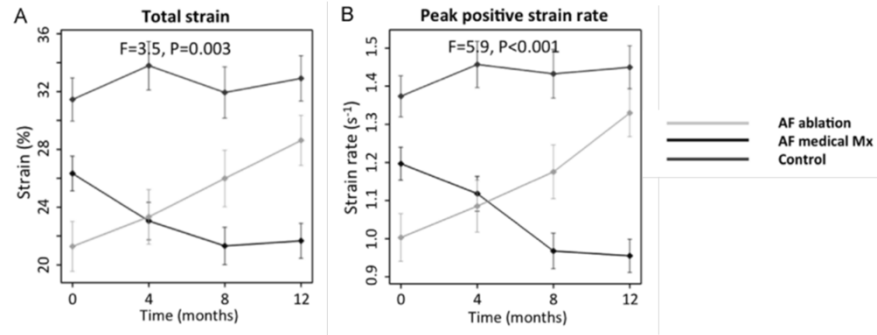 A
Total strain
F=3.5, P=0.003
Strain (%)
36
32
28
24
20
0 4 8 12
Time (months)
B
Peak positive strain rate
F=5.9, P<0.001
Strain rate (s-1)
1.5
1.4
1.3
1.2
1.1
1.0
0.9
0 4 8 12
Time (months)
AF ablation
AF medical Mx
Control